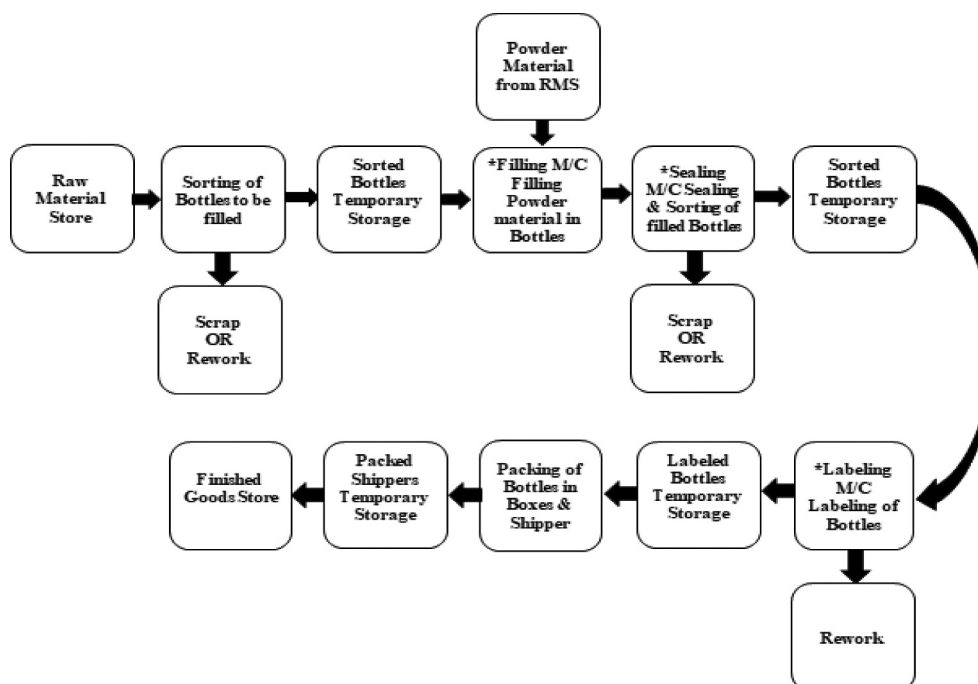 Powder
Material
from RMS
Raw
Material
Store
Sorting of
Bottles to be
filled
Sorted
Bottles
Temporary
Storage
*Filling M/C
Filling
Powder
material in
Bottles
*Sealing
M/C Sealing
& Sorting of
filled Bottles
Sorted
Bottles
Temporary
Storage
Scrap
OR
Rework
Scrap
OR
Rework
Finished
Goods Store
Packed
Shippers
Temporary
Storage
Packing of
Bottles in
Boxes &
Shipper
Labeled
Bottles
Temporary
Storage
*Labeling
M/C
Labeling of
Bottles
Rework